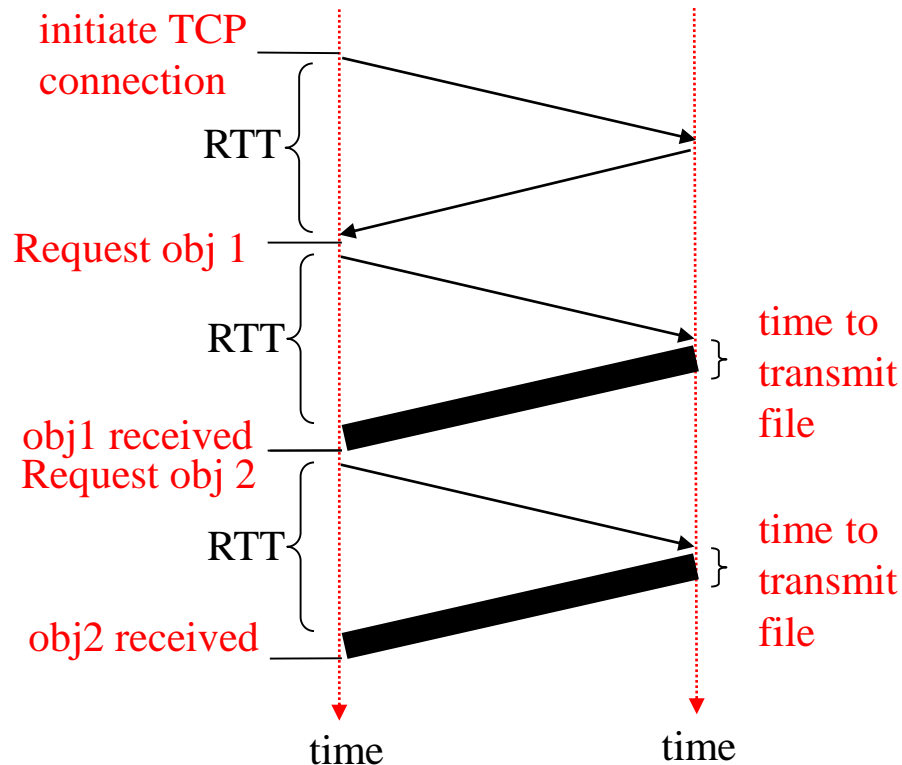 initiate TCP
connection
RTT
Request obj 1
RTT
time to
transmit
file
obj1 received
Request obj 2
RTT
time to
transmit
file
obj2 received
time
time